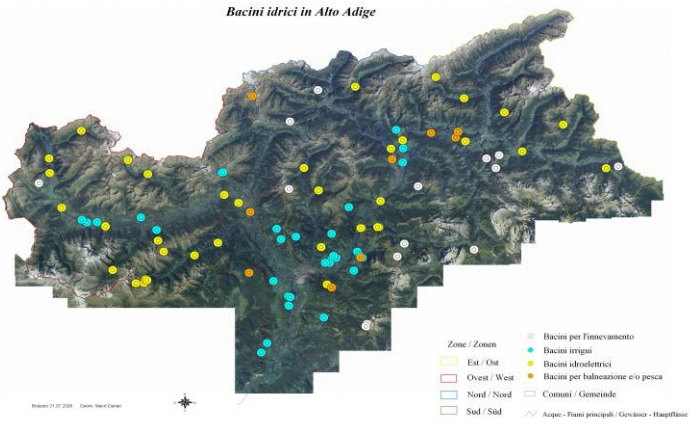 Bacini idrici in Alto Adige
Zone / Zonen
Est / Ost
Ovest / West
Nord / Nord
Sud / Süd
Bacini per l'innevamento
Bacini irrigui
Bacini idroelettrici
Bacini per balneazione e/o pesca
Comuni / Gemeinde
Acque - Fiumi principali / Gewässer - Hauptflüsse